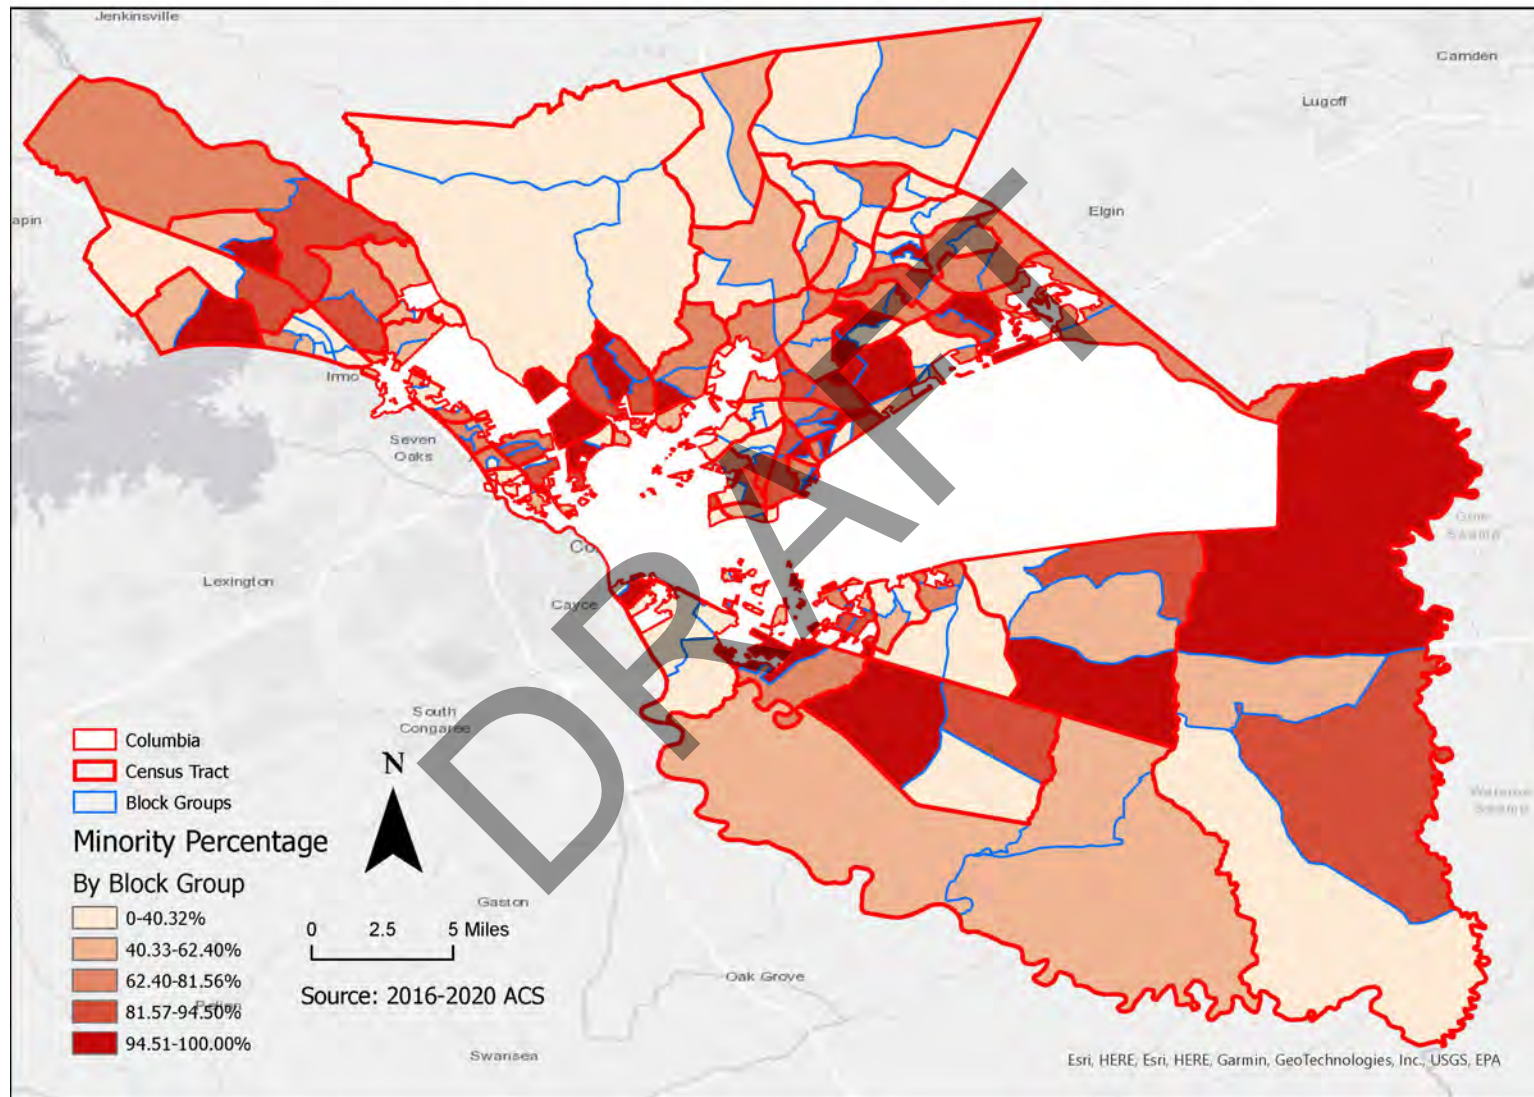 Jenkinsville
Camden
Lugoff
Elgin
apin
Irmo
Seven
Oaks
Lexington
Co
Cayce
South
Congaree
Gaston
Oak Grove
Swansea
DRAFT
Columbia
Census Tract
Block Groups
Minority Percentage
By Block Group
0-40.32%
40.33-62.40%
62.40-81.56%
81.57-94.50%
94.51-100.00%
N
0 2.5 5 Miles
Source: 2016-2020 ACS
Esri, HERE, Esri, HERE, Garmin, GeoTechnologies, Inc., USGS, EPA